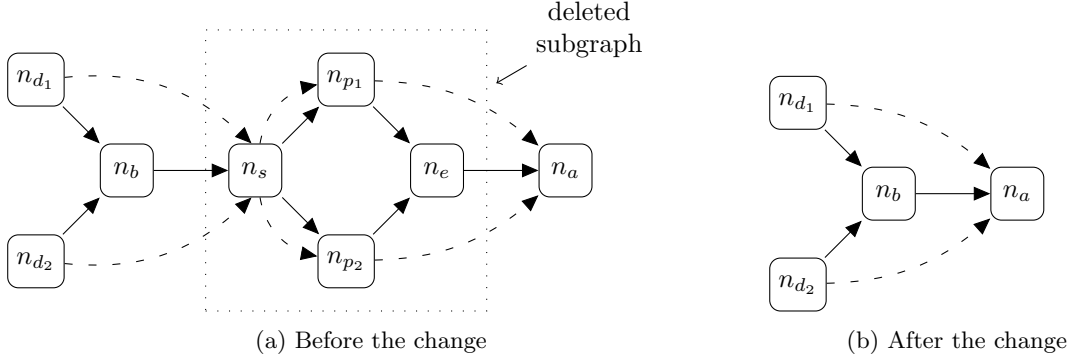 deleted
subgraph
n_{d_1}
n_{p_1}
n_{d_1}
n_b
n_s
n_e
n_a
n_b
n_a
n_{d_2}
n_{p_2}
n_{d_2}
(a) Before the change
(b) After the change